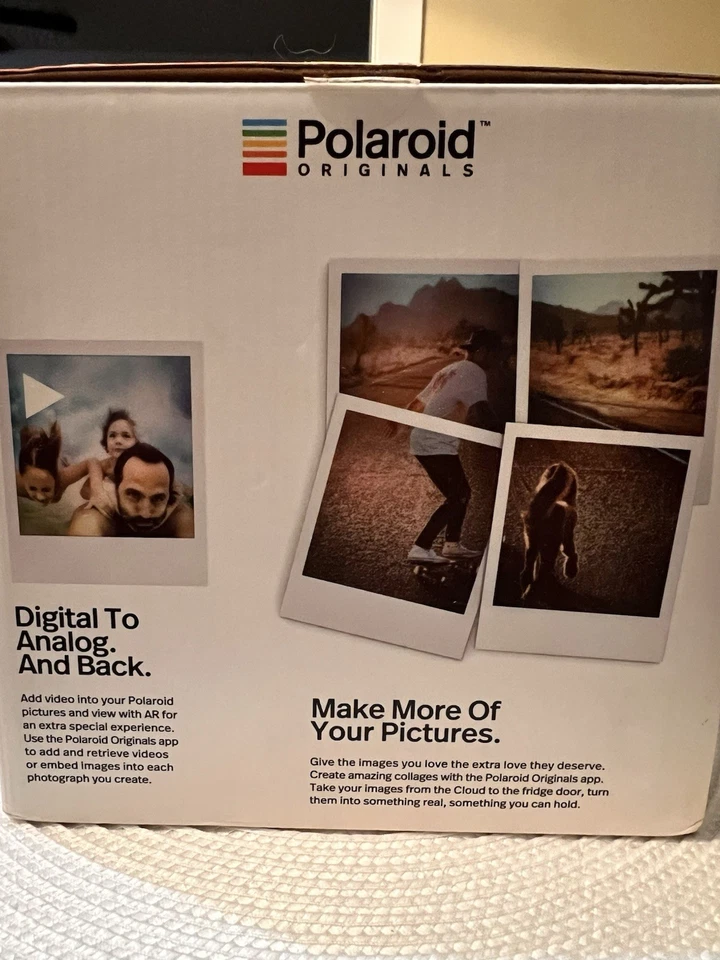 Polaroid™
ORIGINALS
Digital To
Analog.
And Back.
Add video into your Polaroid
pictures and view with AR for
an extra special experience.
Use the Polaroid Originals app
to add and retrieve videos
or embed images into each
photograph you create.
Make More Of
Your Pictures.
Give the images you love the extra love they deserve.
Create amazing collages with the Polaroid Originals app.
Take your images from the Cloud to the fridge door, turn
them into something real, something you can hold.